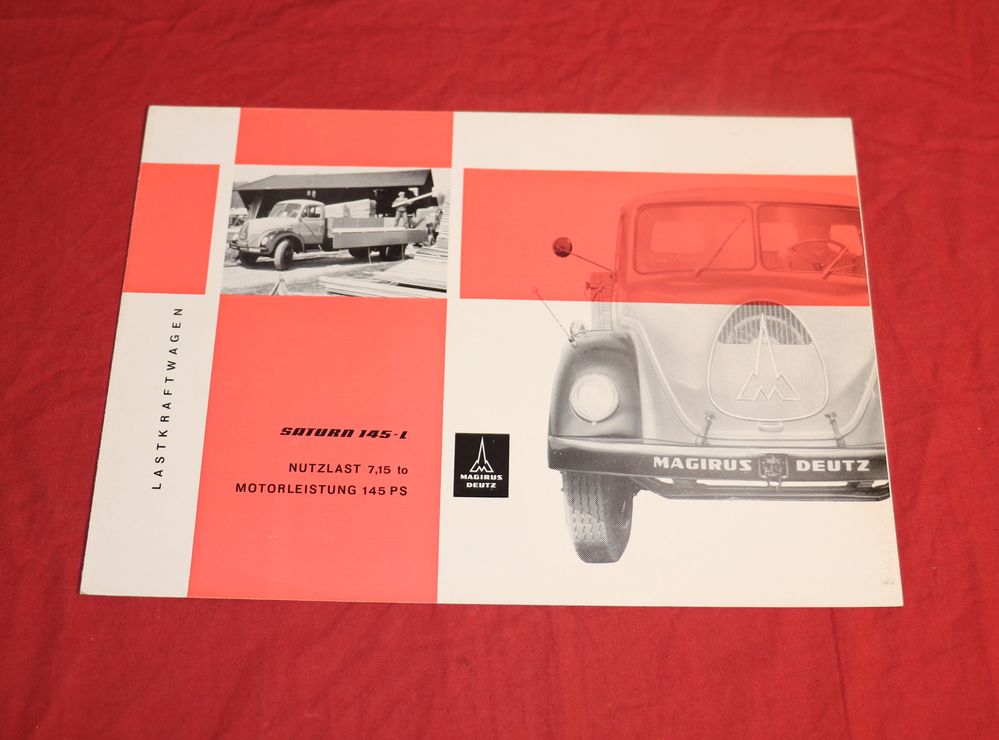 LASTKRAFTWAGEN
SATURN 145-L
NUTZLAST 7,15 to
MOTORLEISTUNG 145 PS
MAGIRUS
DEUTZ
MAGIRUS DEUTZ